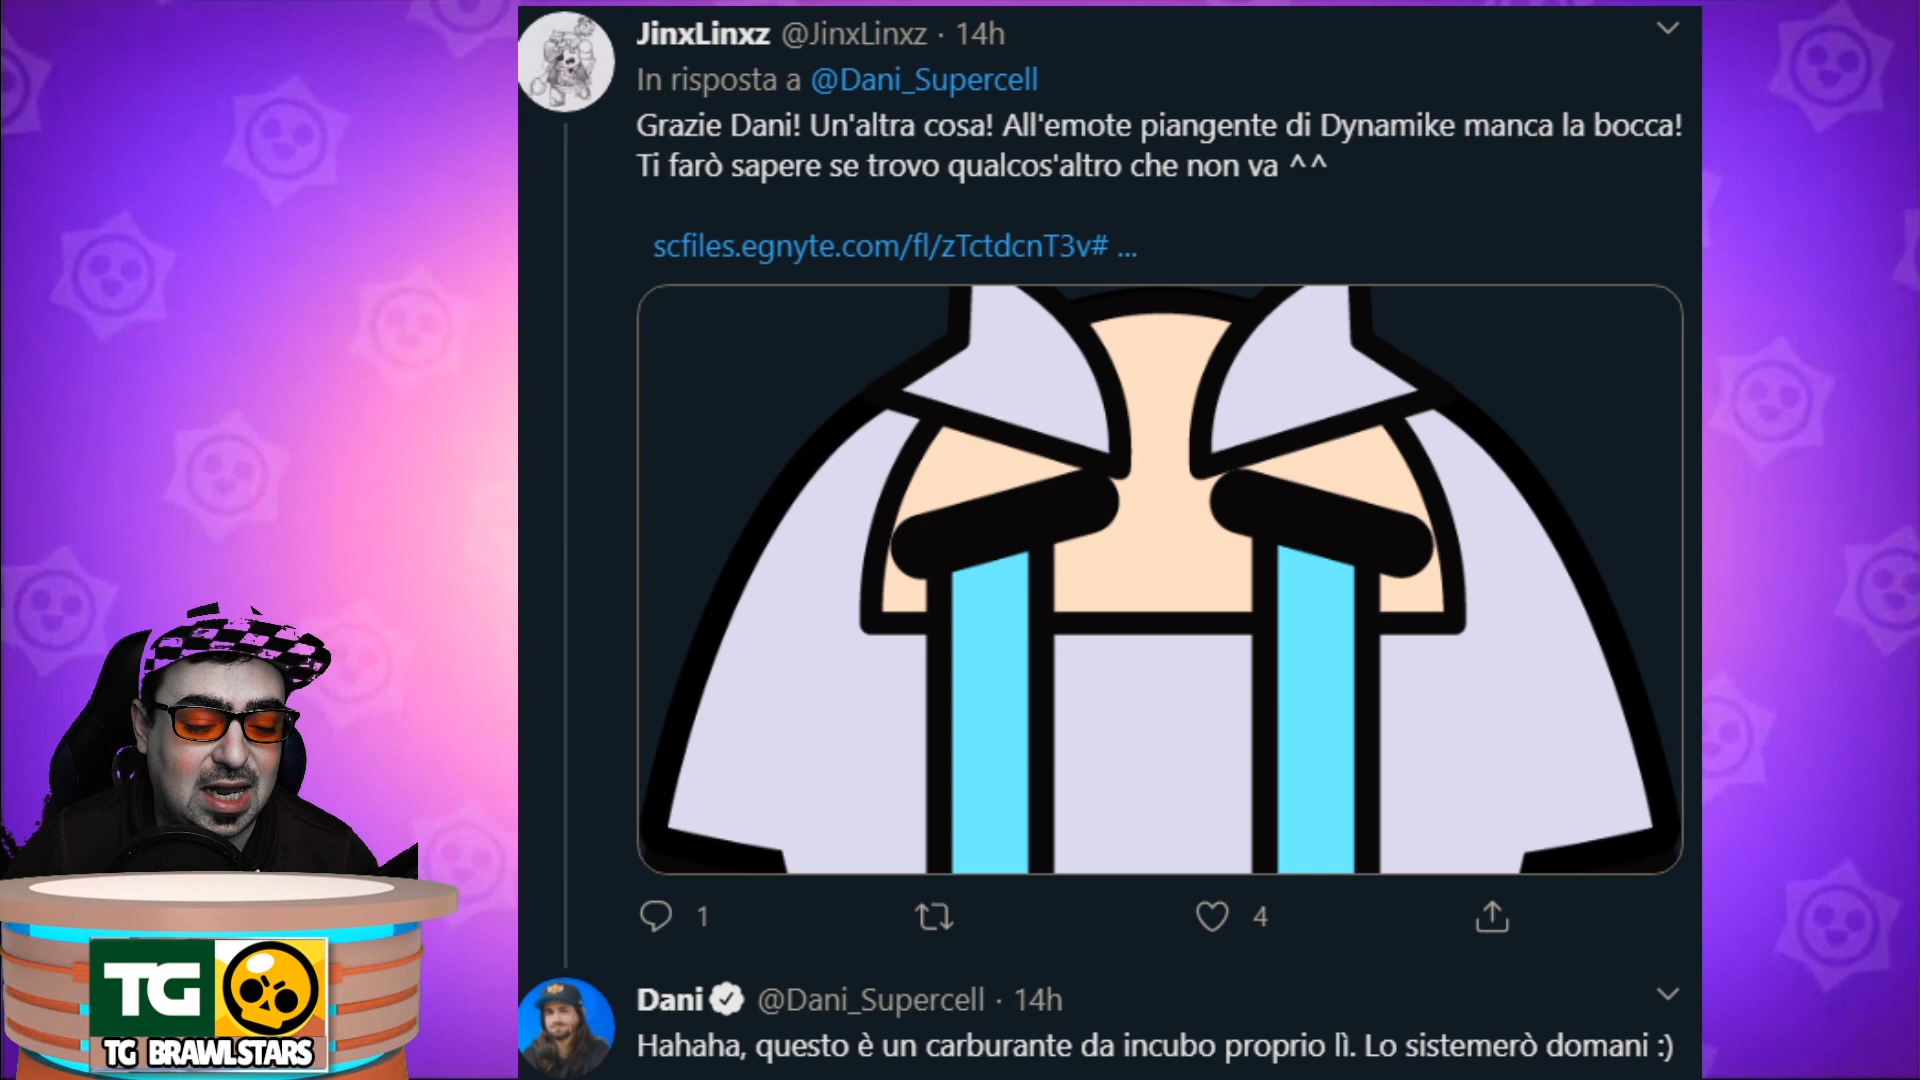 JinxLinxz @JinxLinxz · 14h
In risposta a @Dani_Supercell
Grazie Dani! Un'altra cosa! All'emote piangente di Dynamike manca la bocca!
Ti farò sapere se trovo qualcos'altro che non va ^^
scfiles.egnyte.com/fl/zTctdcnT3v# ...
1 4
Dani @Dani_Supercell · 14h
Hahaha, questo è un carburante da incubo proprio lì. Lo sistemerò domani :)
TG
TG BRAWLSTARS